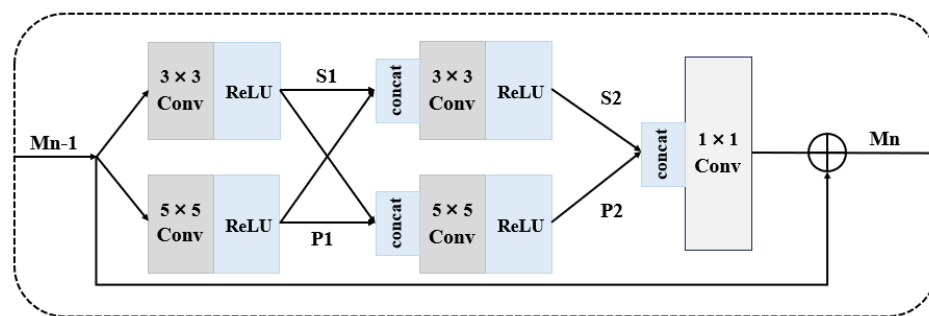 Mn-1
3 × 3
Conv
ReLU
S1
concat
3 × 3
Conv
ReLU
S2
5 × 5
Conv
ReLU
P1
concat
5 × 5
Conv
ReLU
P2
concat
1 × 1
Conv
Mn